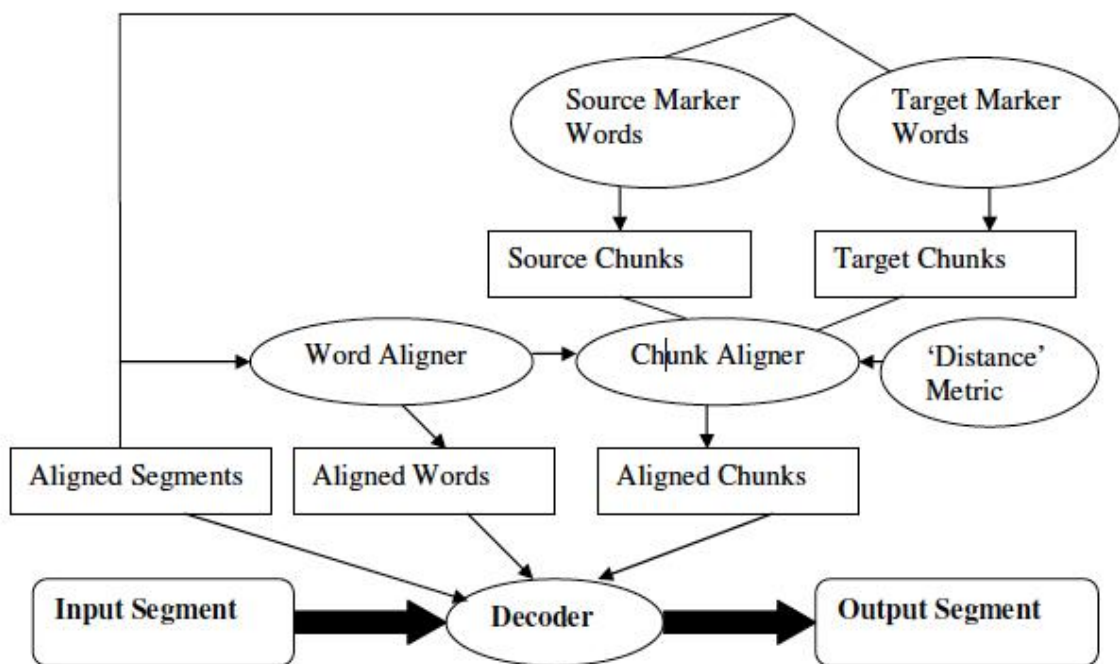 Source Marker
Words
Target Marker
Words
Source Chunks
Target Chunks
Word Aligner
Chunk Aligner
‘Distance’
Metric
Aligned Segments
Aligned Words
Aligned Chunks
Input Segment
Decoder
Output Segment